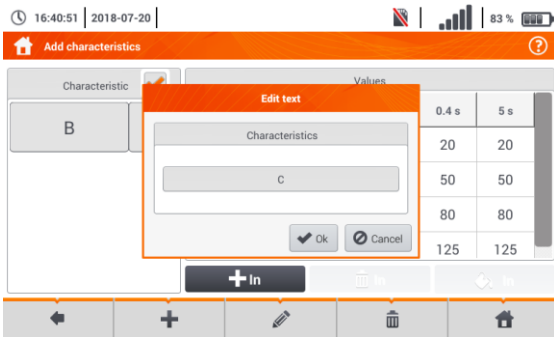 16:40:51 2018-07-20 83 %
Add characteristics
Characteristic Values
Edit text
0.4 s 5 s
B
Characteristics
20 20
C
50 50
80 80
Ok Cancel
125 125
In In In